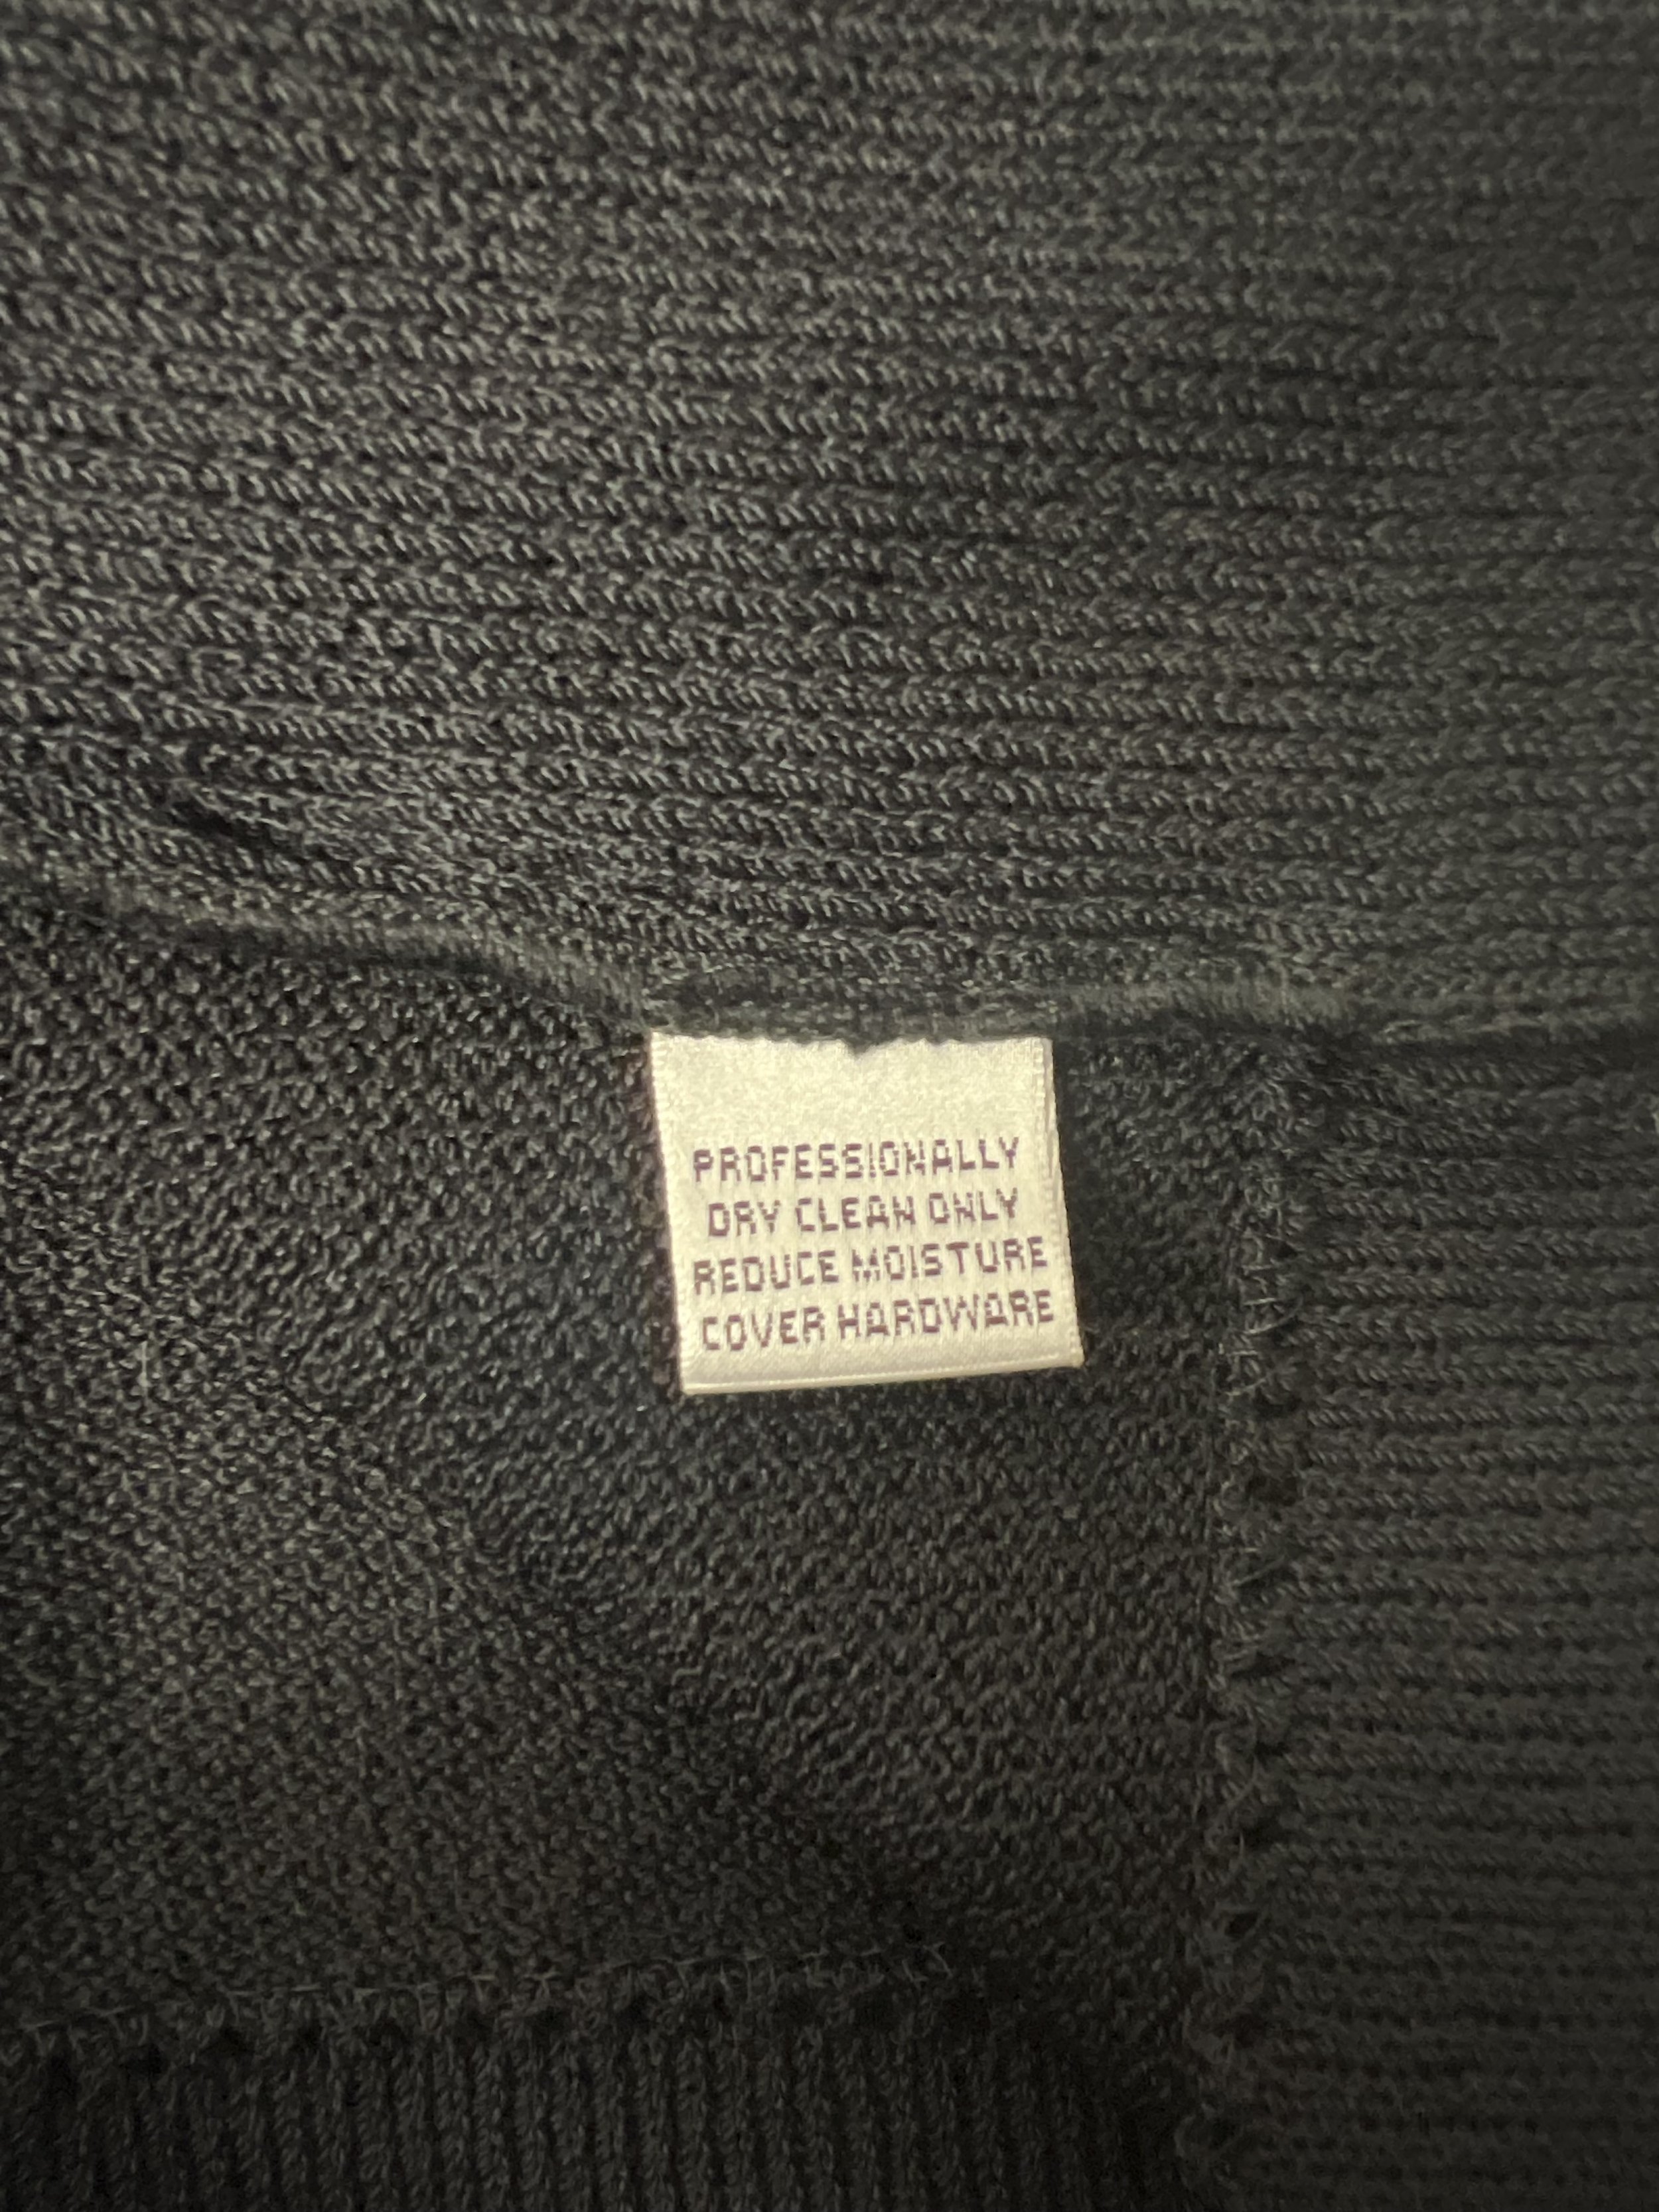 PROFESSIONALLY
DRY CLEAN ONLY
REDUCE MOISTURE
COVER HARDWARE